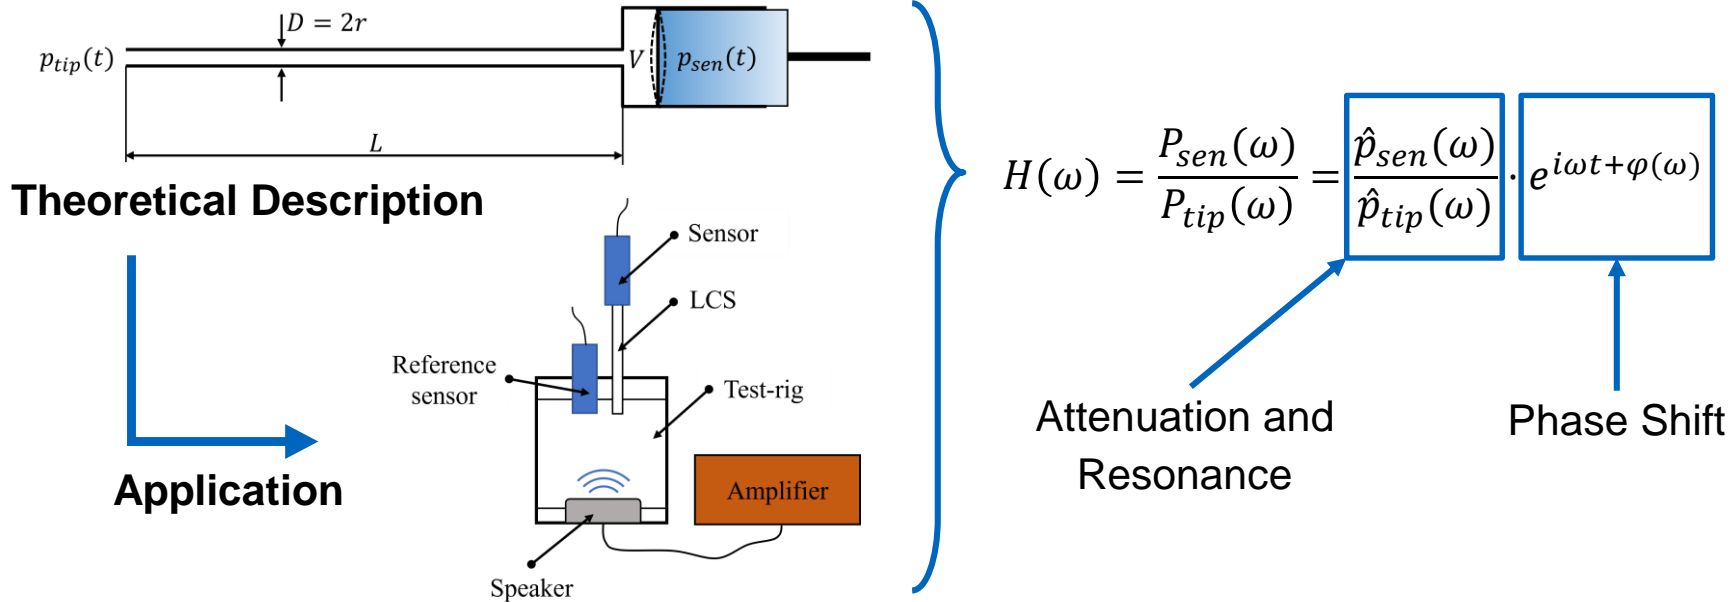 D = 2r
p_tip(t)
V
p_sen(t)
L
Theoretical Description
Sensor
LCS
Reference
sensor
Test-rig
Application
Amplifier
Speaker
H(ω) = P_sen(ω) / P_tip(ω) = p̂_sen(ω) / p̂_tip(ω) · e^{iωt+φ(ω)}
Attenuation and
Resonance
Phase Shift